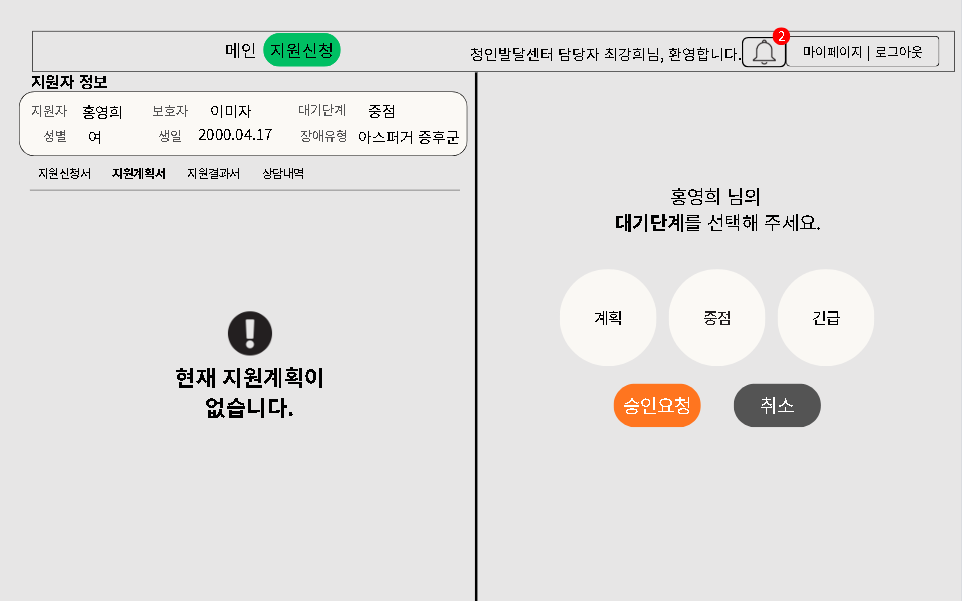 메인 지원신청 청인발달센터 담당자 최강희님, 환영합니다. 2 마이페이지 | 로그아웃
지원자 정보
지원자 홍영희 보호자 이미자 대기단계 중점
성별 여 생일 2000.04.17 장애유형 아스퍼거 증후군
지원신청서 지원계획서 지원결과서 상담내역
현재 지원계획이
없습니다.
홍영희 님의
대기단계를 선택해 주세요.
계획 중점 긴급
승인요청 취소